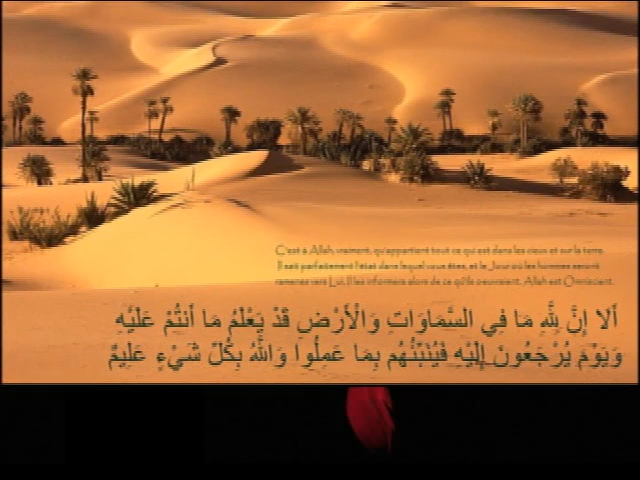 C'est à Allah, vraiment, qu'appartient tout ce qui est dans les cieux et sur la terre.
Il sait parfaitement l'état dans lequel vous êtes, et le Jour où les hommes seront
ramenés vers Lui, Il les informera alors de ce qu'ils oeuvraient. Allah est Omniscient.
أَلَا إِنَّ لِلَّهِ مَا فِي السَّمَاوَاتِ وَالْأَرْضِ قَدْ يَعْلَمُ مَا أَنتُمْ عَلَيْهِ
وَيَوْمَ يُرْجَعُونَ إِلَيْهِ فَيُنَبِّئُهُم بِمَا عَمِلُوا وَاللَّهُ بِكُلِّ شَيْءٍ عَلِيمٌ